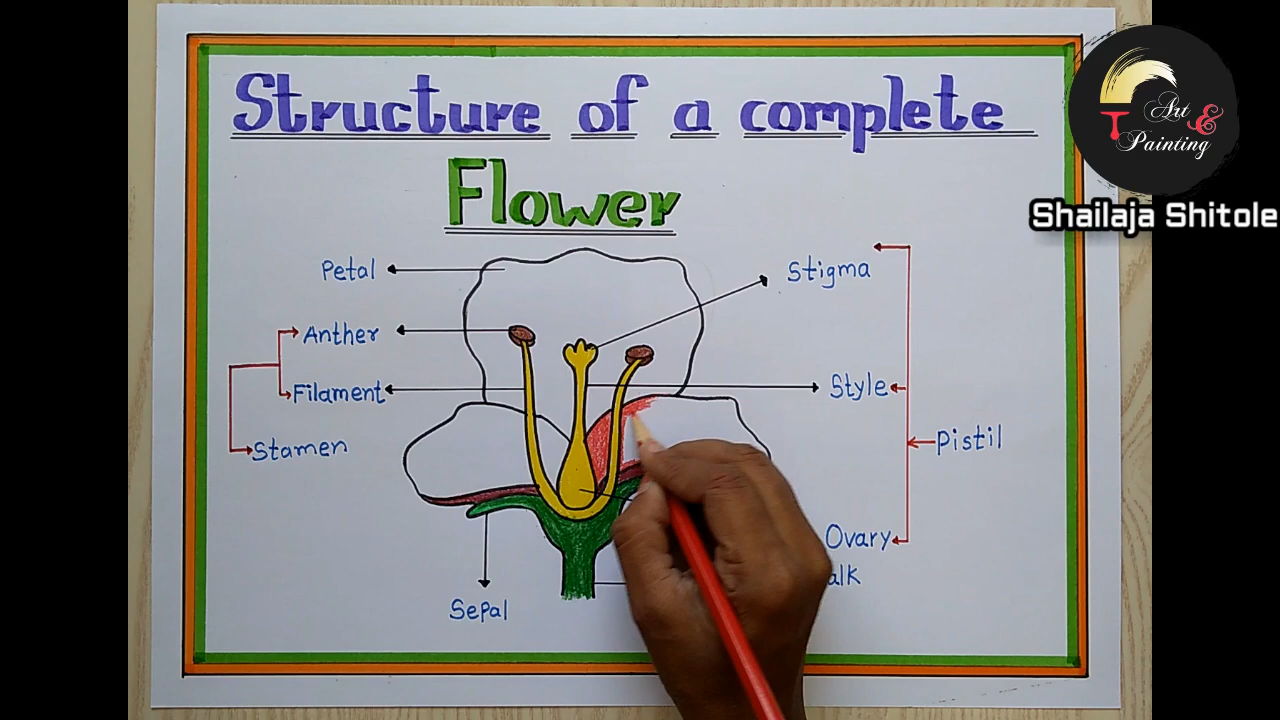 Structure of a complete
Flower
Art &
Painting
Shailaja Shitole
Petal
Stigma
Anther
Filament
Style
Stamen
Pistil
Ovary
Sepal